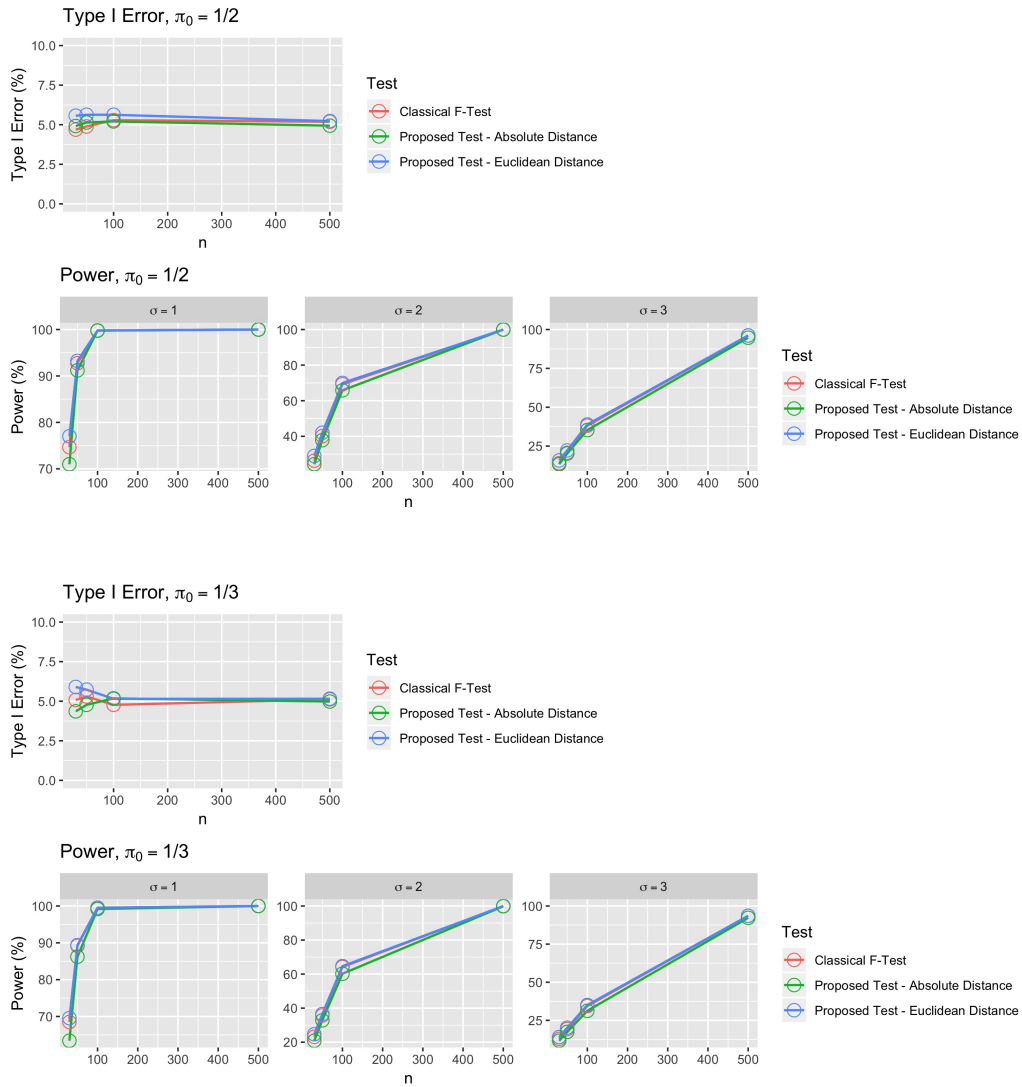 Type I Error, π₀ = 1/2
10.0
7.5
5.0
2.5
0.0
Type I Error (%)
100 200 300 400 500
n
Test
Classical F-Test
Proposed Test - Absolute Distance
Proposed Test - Euclidean Distance
Power, π₀ = 1/2
σ = 1
σ = 2
σ = 3
Power (%)
100
90
80
70
100 200 300 400 500
100
80
60
40
100 200 300 400 500
100
75
50
25
100 200 300 400 500
n
Test
Classical F-Test
Proposed Test - Absolute Distance
Proposed Test - Euclidean Distance
Type I Error, π₀ = 1/3
10.0
7.5
5.0
2.5
0.0
Type I Error (%)
100 200 300 400 500
n
Test
Classical F-Test
Proposed Test - Absolute Distance
Proposed Test - Euclidean Distance
Power, π₀ = 1/3
σ = 1
σ = 2
σ = 3
Power (%)
100
90
80
70
100 200 300 400 500
100
80
60
40
20
100 200 300 400 500
100
75
50
25
100 200 300 400 500
n
Test
Classical F-Test
Proposed Test - Absolute Distance
Proposed Test - Euclidean Distance